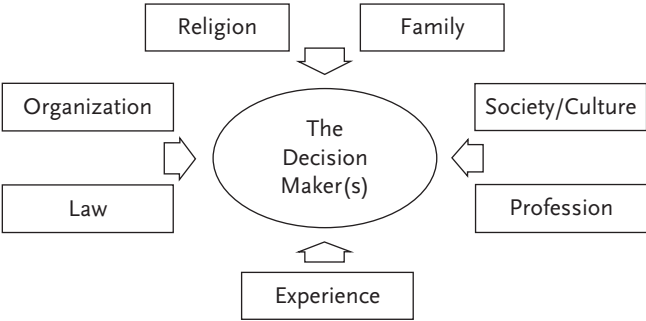 Religion
Family
Organization
Society/Culture
The
Decision
Maker(s)
Law
Profession
Experience